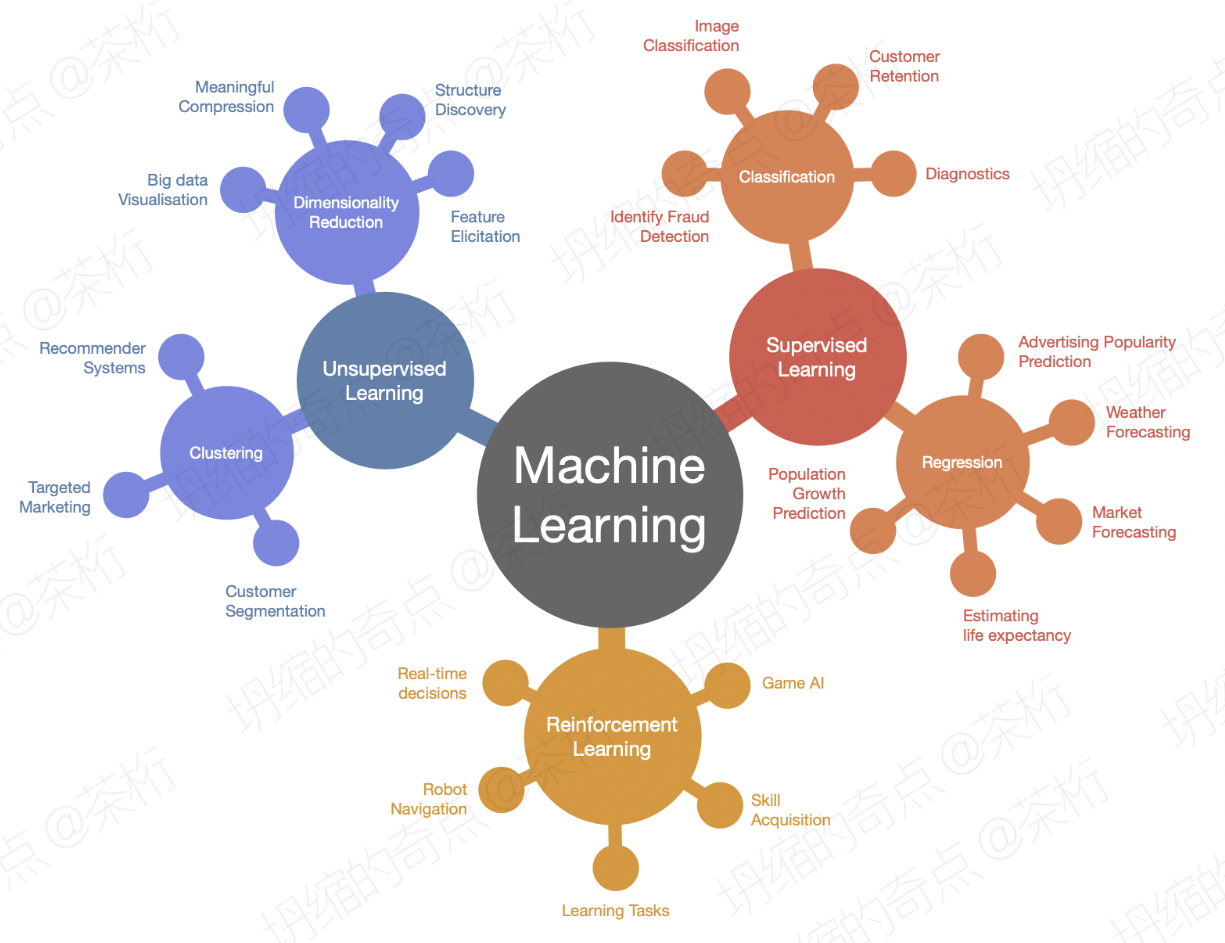 Image
Classification
Customer
Retention
Meaningful
Compression
Structure
Discovery
Big data
Visualisation
Dimensionality
Reduction
Feature
Elicitation
Classification
Diagnostics
Identify Fraud
Detection
Recommender
Systems
Unsupervised
Learning
Supervised
Learning
Advertising Popularity
Prediction
Weather
Forecasting
Clustering
Targeted
Marketing
Customer
Segmentation
Machine
Learning
Population
Growth
Prediction
Regression
Market
Forecasting
Estimating
life expectancy
Real-time
decisions
Game AI
Reinforcement
Learning
Robot
Navigation
Skill
Acquisition
Learning Tasks
坍缩的奇点 @茶桁